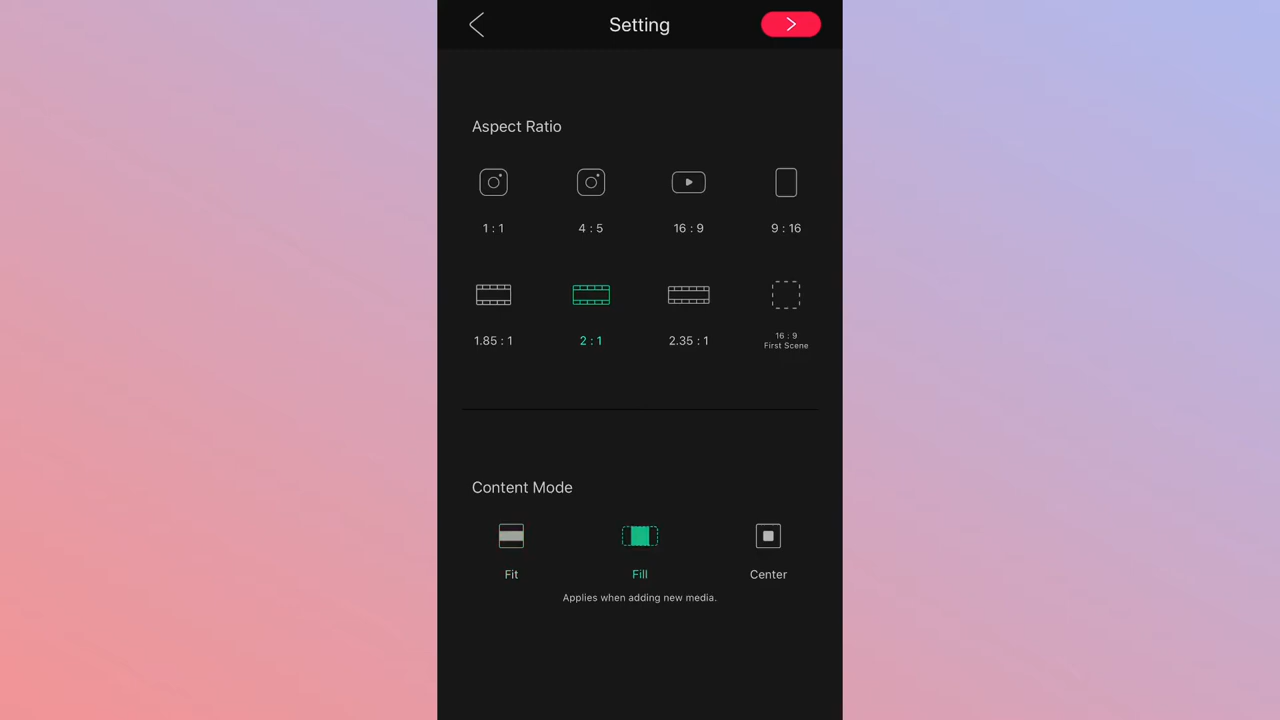 Setting
Aspect Ratio
1 : 1
4 : 5
16 : 9
9 : 16
1.85 : 1
2 : 1
2.35 : 1
16 : 9
First Scene
Content Mode
Fit
Fill
Center
Applies when adding new media.